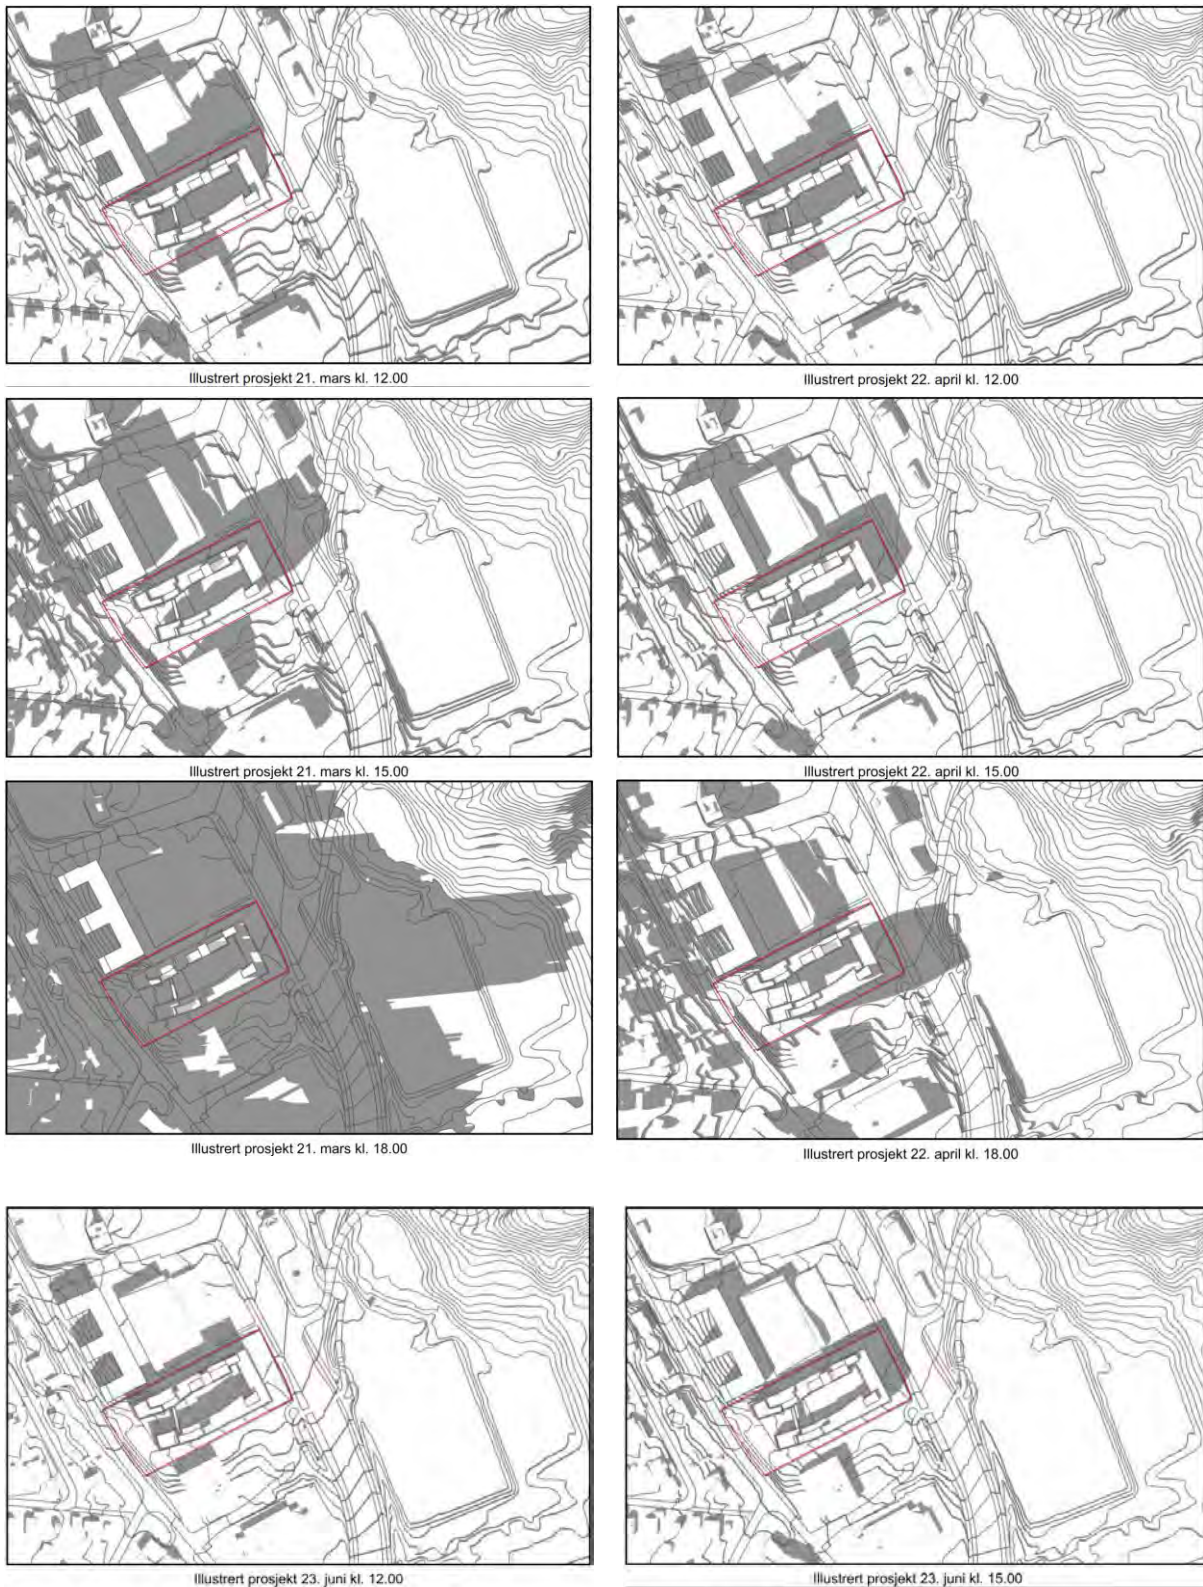 Illustrert prosjekt 21. mars kl. 12.00
Illustrert prosjekt 22. april kl. 12.00
Illustrert prosjekt 21. mars kl. 15.00
Illustrert prosjekt 22. april kl. 15.00
Illustrert prosjekt 21. mars kl. 18.00
Illustrert prosjekt 22. april kl. 18.00
Illustrert prosjekt 23. juni kl. 12.00
Illustrert prosjekt 23. juni kl. 15.00